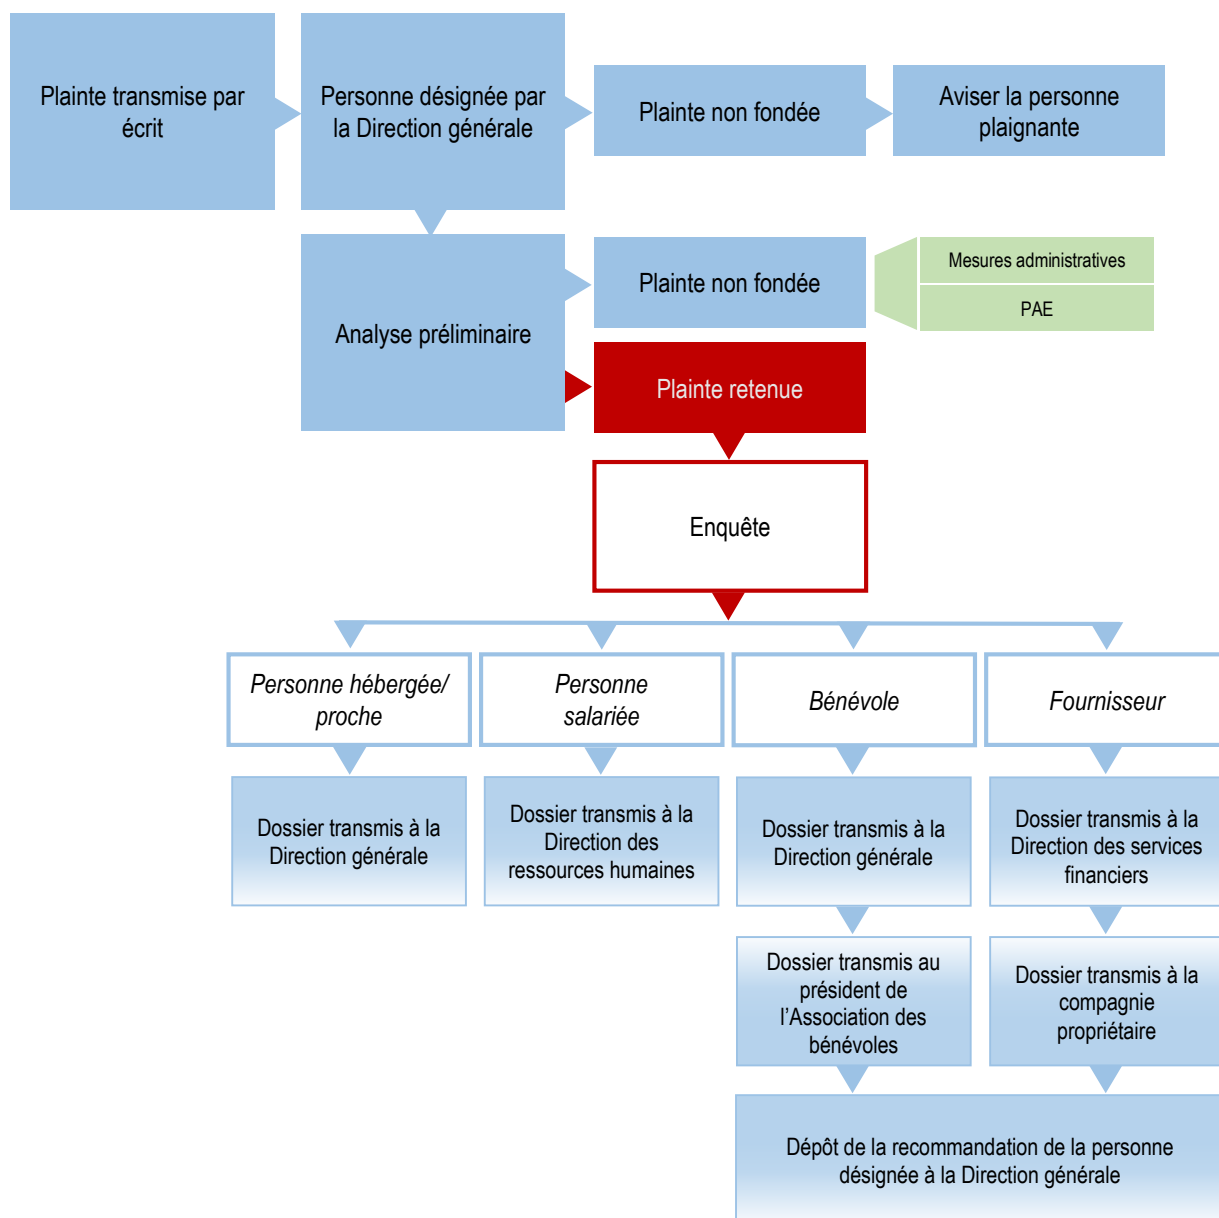 Plainte transmise par
écrit
Personne désignée par
la Direction générale
Plainte non fondée
Aviser la personne
plaignante
Analyse préliminaire
Plainte non fondée
Mesures administratives
PAE
Plainte retenue
Enquête
Personne hébergée/
proche
Personne
salariée
Bénévole
Fournisseur
Dossier transmis à la
Direction générale
Dossier transmis à la
Direction des
ressources humaines
Dossier transmis à la
Direction générale
Dossier transmis à la
Direction des services
financiers
Dossier transmis au
président de
l’Association des
bénévoles
Dossier transmis à la
compagnie
propriétaire
Dépôt de la recommandation de la personne
désignée à la Direction générale